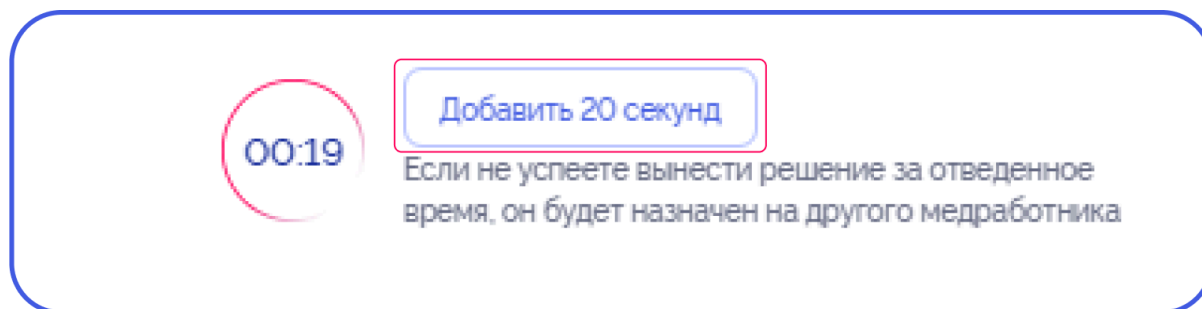 Добавить 20 секунд
00:19
Если не успеете вынести решение за отведенное
время, он будет назначен на другого медработника